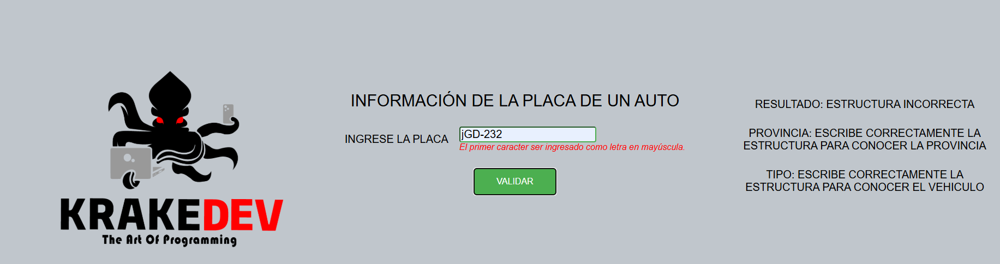 KRAKEDEV
The Art Of Programming
INFORMACIÓN DE LA PLACA DE UN AUTO
INGRESE LA PLACA
jGD-232
El primer caracter ser ingresado como letra en mayúscula.
VALIDAR
RESULTADO: ESTRUCTURA INCORRECTA
PROVINCIA: ESCRIBE CORRECTAMENTE LA
ESTRUCTURA PARA CONOCER LA PROVINCIA
TIPO: ESCRIBE CORRECTAMENTE LA
ESTRUCTURA PARA CONOCER EL VEHICULO